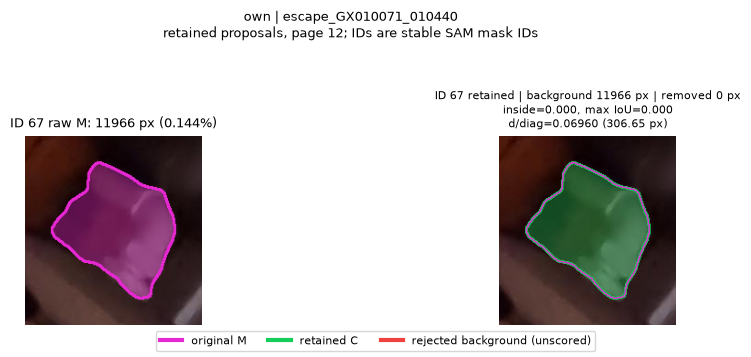 own | escape_GX010071_010440
retained proposals, page 12; IDs are stable SAM mask IDs
ID 67 raw M: 11966 px (0.144%)
ID 67 retained | background 11966 px | removed 0 px
inside=0.000, max IoU=0.000
d/diag=0.06960 (306.65 px)
original M
retained C
rejected background (unscored)